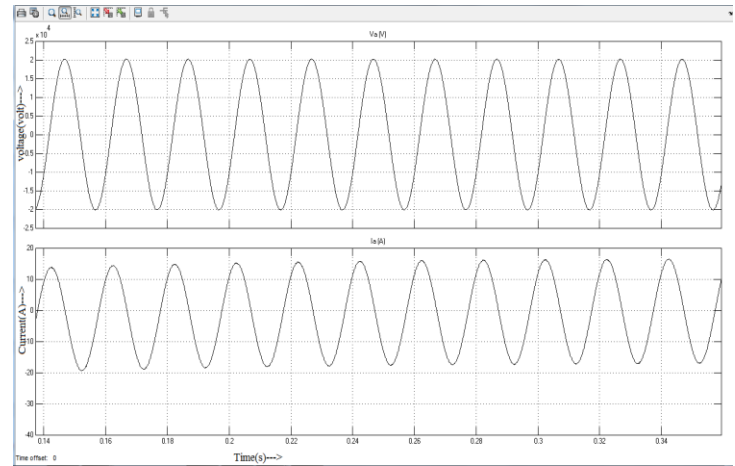 Va (V)
x 10^4
2.5
2
1.5
1
0.5
0
-0.5
-1
-1.5
-2
-2.5
voltage(volt)--->
Ia (A)
20
10
0
-10
-20
-30
-40
Current(A)--->
0.14 0.16 0.18 0.2 0.22 0.24 0.26 0.28 0.3 0.32 0.34
Time offset: 0
Time(s)--->